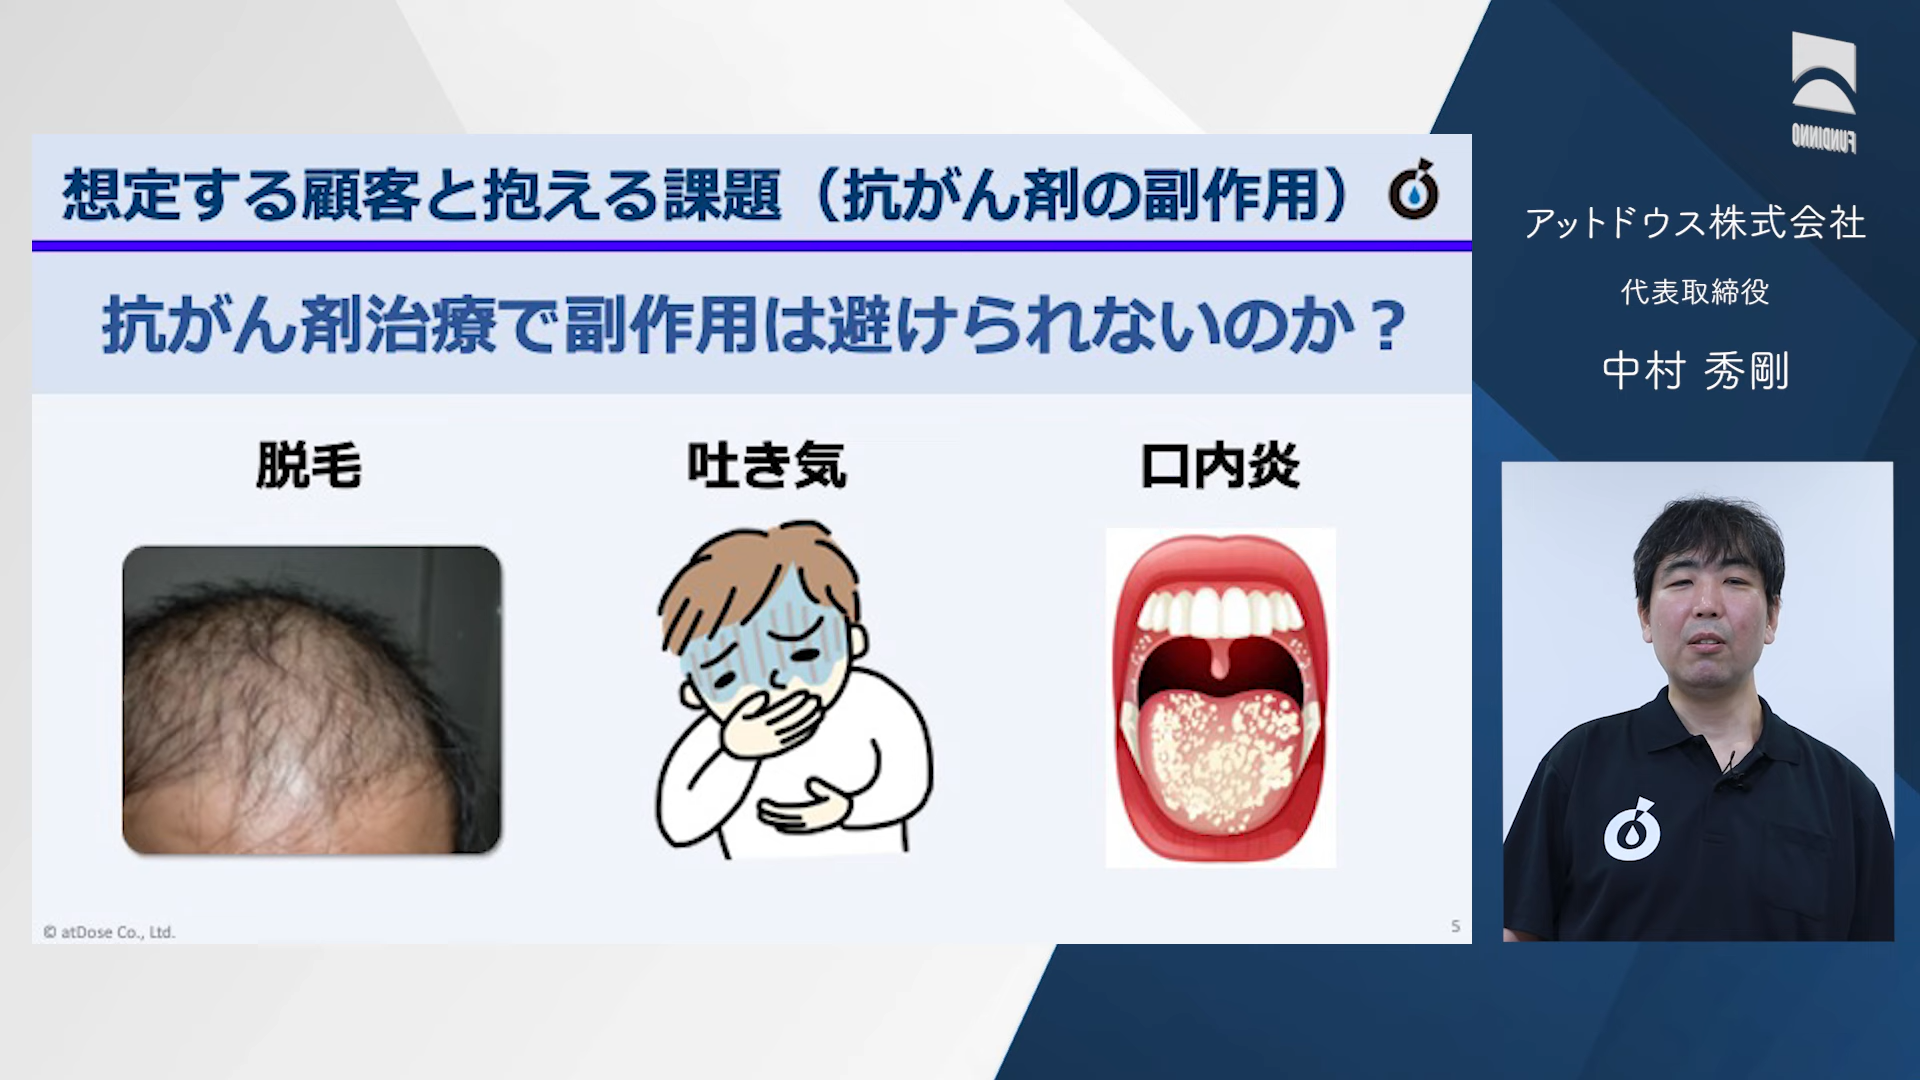 想定する顧客と抱える課題（抗がん剤の副作用）
抗がん剤治療で副作用は避けられないのか？
脱毛
吐き気
口内炎
© atDose Co., Ltd.
5
FUNDINNO
アットドウス株式会社
代表取締役
中村 秀剛